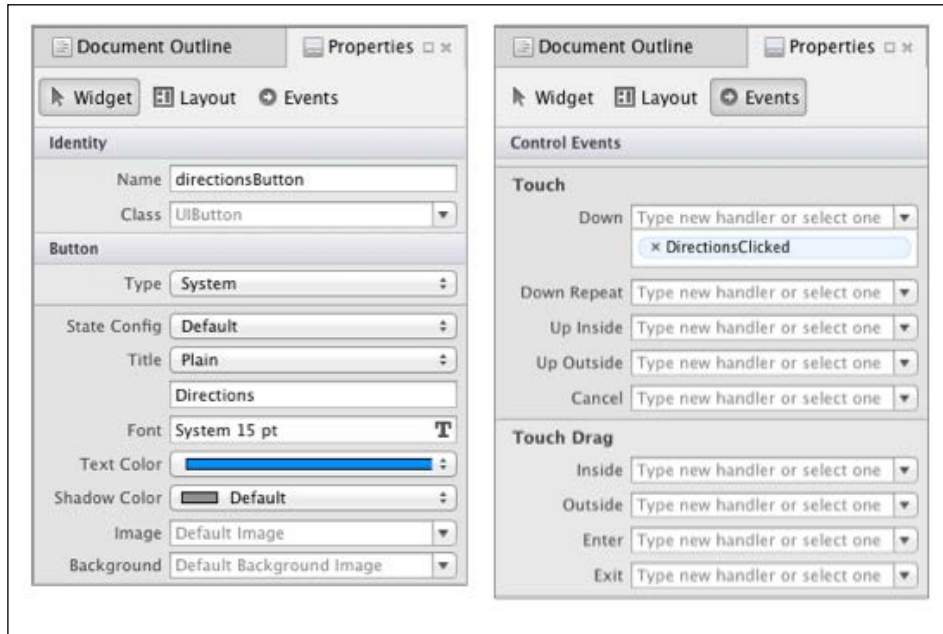 Document Outline Properties
Widget Layout Events
Identity
Name directionsButton
Class UIButton
Button
Type System
State Config Default
Title Plain
Directions
Font System 15 pt T
Text Color
Shadow Color Default
Image Default Image
Background Default Background Image
Document Outline Properties
Widget Layout Events
Control Events
Touch
Down Type new handler or select one
× DirectionsClicked
Down Repeat Type new handler or select one
Up Inside Type new handler or select one
Up Outside Type new handler or select one
Cancel Type new handler or select one
Touch Drag
Inside Type new handler or select one
Outside Type new handler or select one
Enter Type new handler or select one
Exit Type new handler or select one